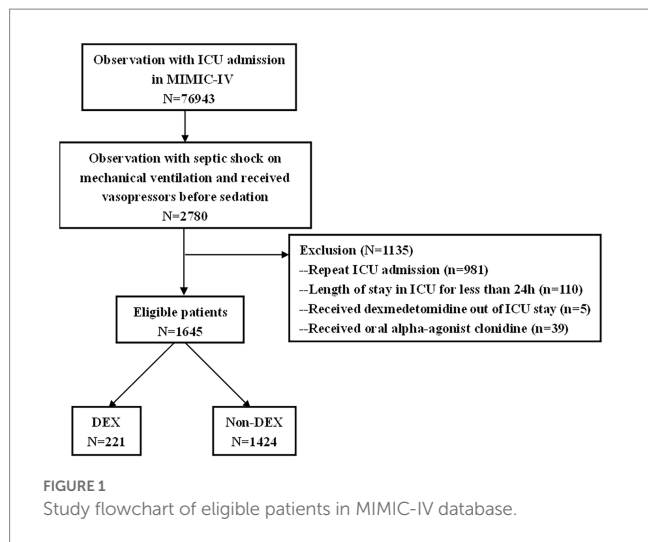 Observation with ICU admission
in MIMIC-IV
N=76943
Observation with septic shock on
mechanical ventilation and received
vasopressors before sedation
N=2780
Exclusion (N=1135)
--Repeat ICU admission (n=981)
--Length of stay in ICU for less than 24h (n=110)
--Received dexmedetomidine out of ICU stay (n=5)
--Received oral alpha-agonist clonidine (n=39)
Eligible patients
N=1645
DEX
N=221
Non-DEX
N=1424
FIGURE 1
Study flowchart of eligible patients in MIMIC-IV database.